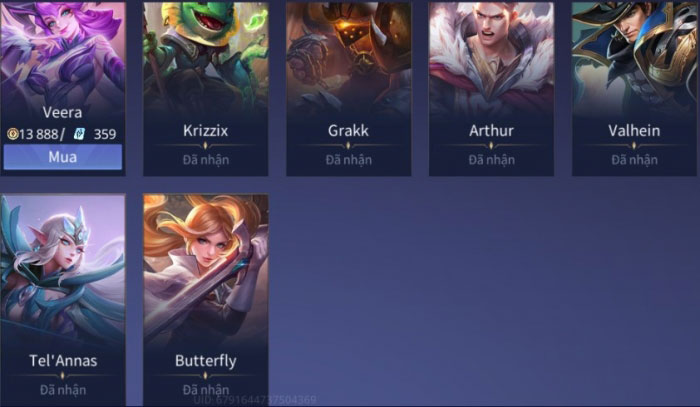 Veera
13 888/ 359
Mua
Krizzix
Đã nhận
Grakk
Đã nhận
Arthur
Đã nhận
Valhein
Đã nhận
Tel'Annas
Đã nhận
Butterfly
Đã nhận
UID:6791644737504369